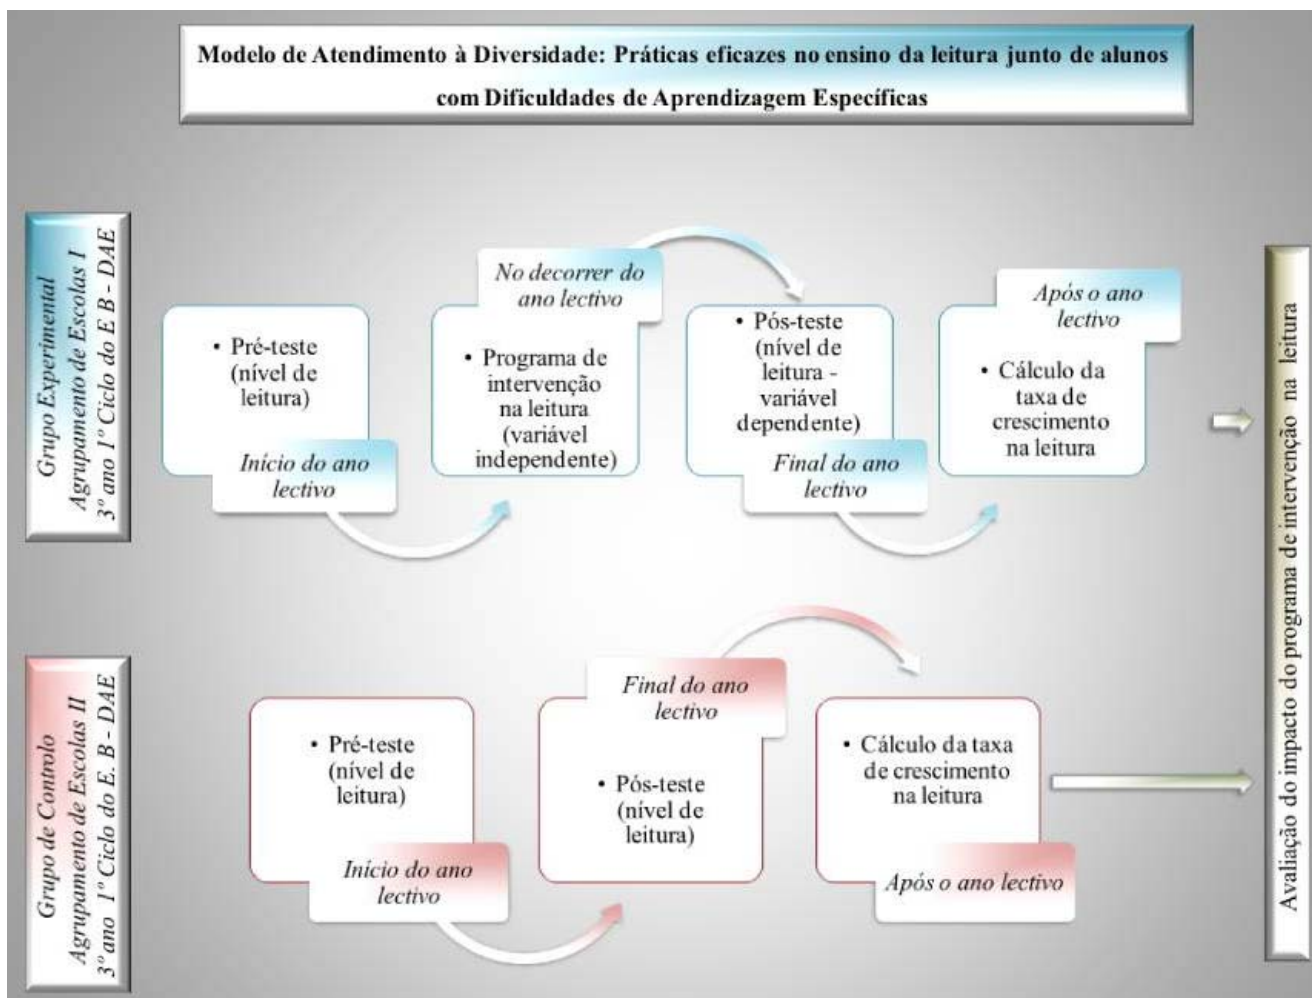 Modelo de Atendimento à Diversidade: Práticas eficazes no ensino da leitura junto de alunos
com Dificuldades de Aprendizagem Específicas
Grupo Experimental
Agrupamento de Escolas I
3º ano 1º Ciclo do E B - DAE
• Pré-teste
(nível de
leitura)
Início do ano
lectivo
No decorrer do
ano lectivo
• Programa de
intervenção
na leitura
(variável
independente)
• Pós-teste
(nível de
leitura -
variável
dependente)
Final do ano
lectivo
Após o ano
lectivo
• Cálculo da
taxa de
crescimento
na leitura
Grupo de Controlo
Agrupamento de Escolas II
3º ano 1º Ciclo do E. B - DAE
• Pré-teste
(nível de
leitura)
Início do ano
lectivo
Final do ano
lectivo
• Pós-teste
(nível de
leitura)
• Cálculo da taxa
de crescimento
na leitura
Após o ano lectivo
Avaliação do impacto do programa de intervenção na leitura